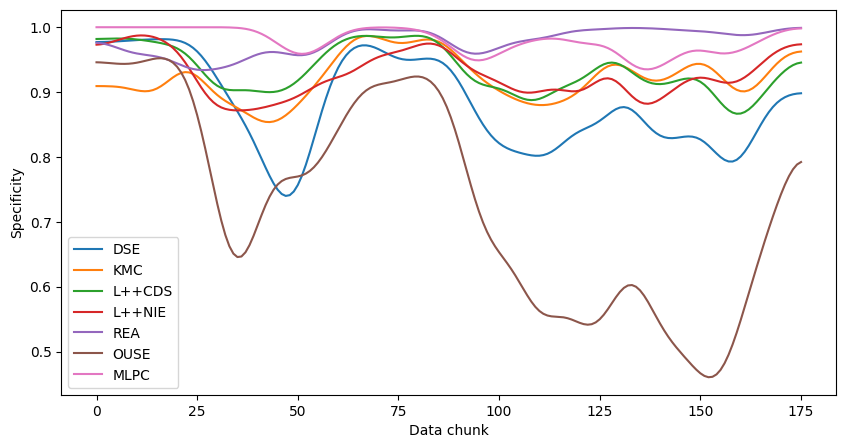 1.0
0.9
0.8
0.7
0.6
0.5
Specificity
DSE
KMC
L++CDS
L++NIE
REA
OUSE
MLPC
0 25 50 75 100 125 150 175
Data chunk